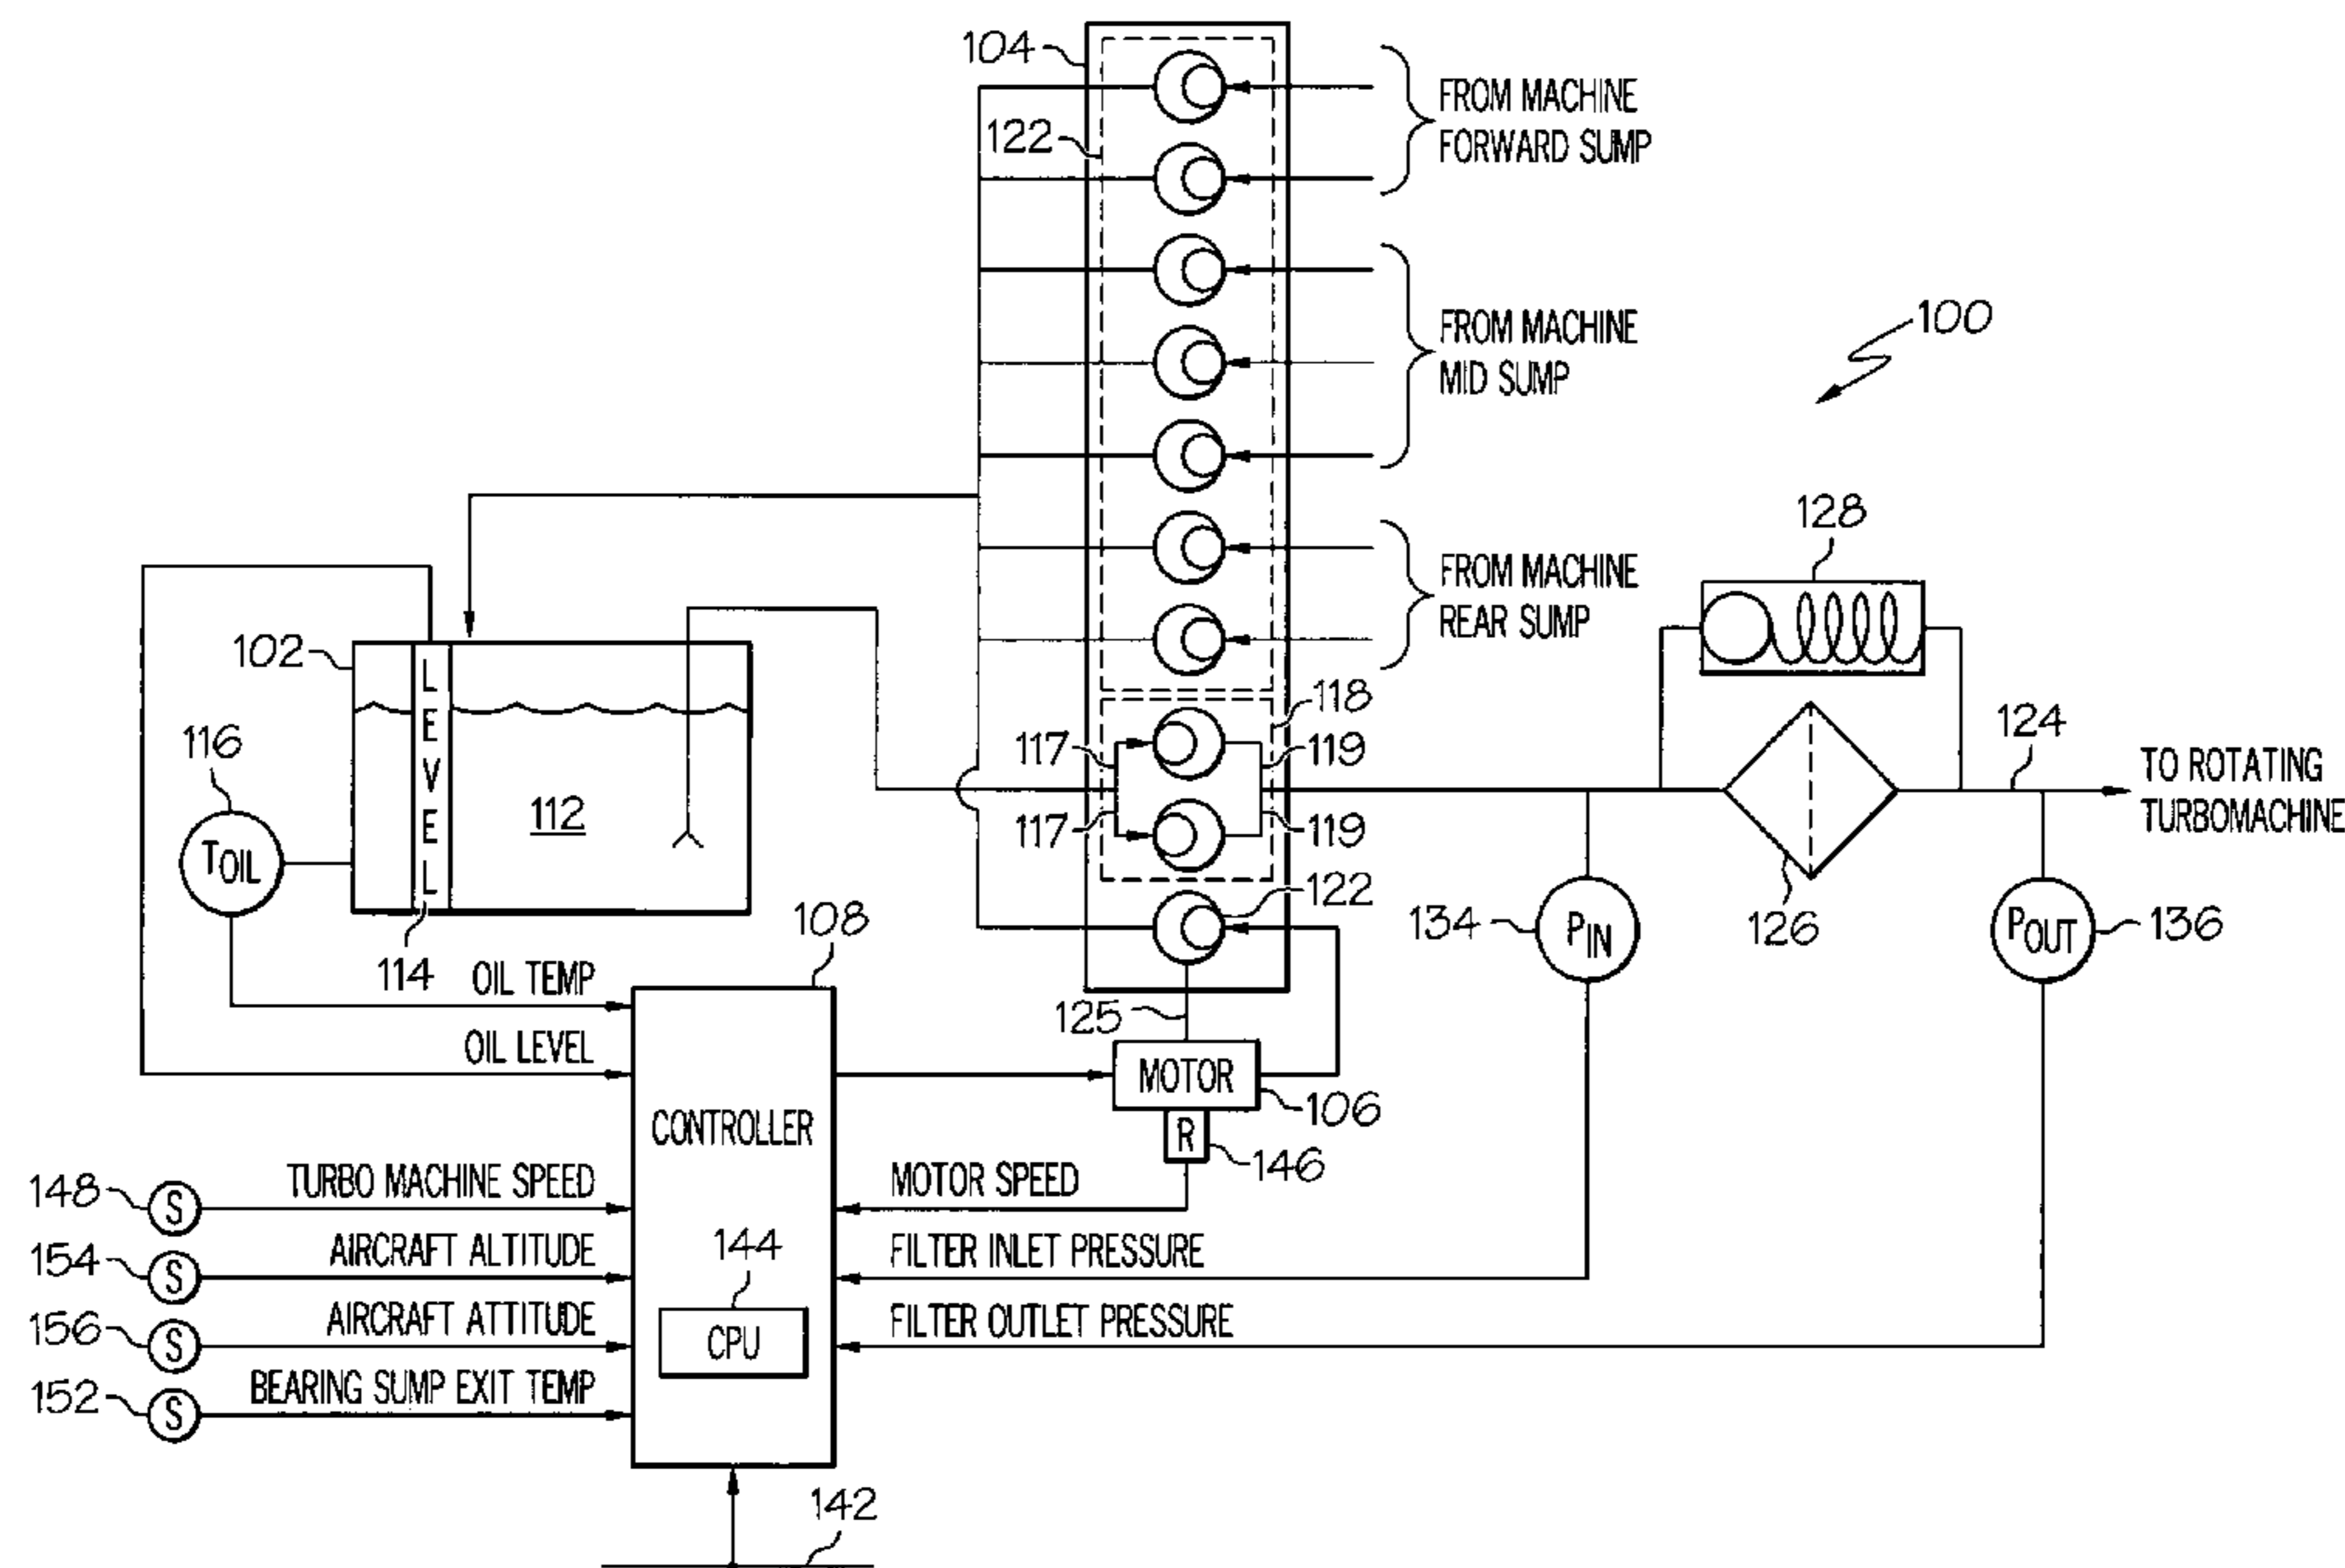 104
122
FROM MACHINE
FORWARD SUMP
FROM MACHINE
MID SUMP
100
FROM MACHINE
REAR SUMP
128
102
LEVEL
112
116
TOIL
114
117
117
118
119
119
122
124
TO ROTATING
TURBOMACHINE
126
134
PIN
POUT
136
108
OIL TEMP
OIL LEVEL
125
MOTOR
106
R
146
CONTROLLER
148
S
TURBO MACHINE SPEED
MOTOR SPEED
154
S
AIRCRAFT ALTITUDE
144
FILTER INLET PRESSURE
156
S
AIRCRAFT ATTITUDE
CPU
FILTER OUTLET PRESSURE
152
S
BEARING SUMP EXIT TEMP
142